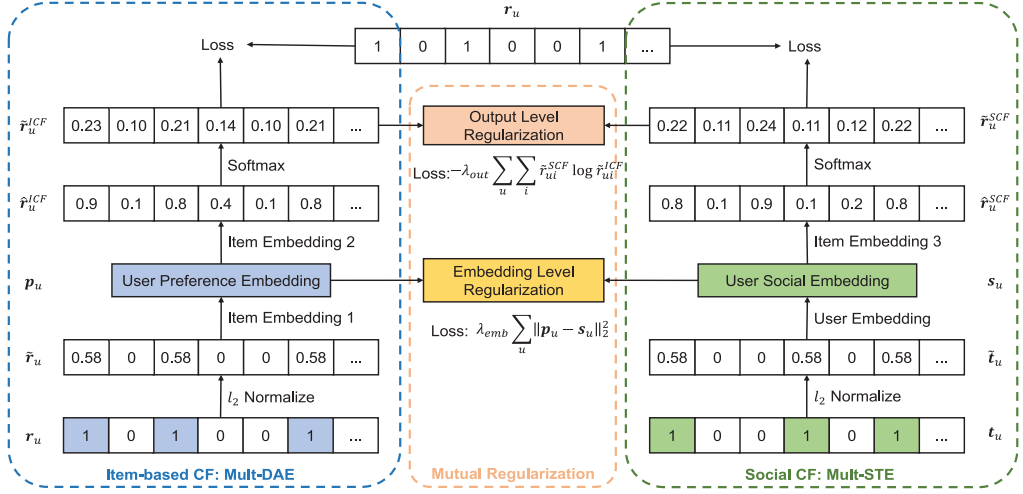 r_u
Loss 1 0 1 0 0 1 ... Loss
r̃_u^{ICF} 0.23 0.10 0.21 0.14 0.10 0.21 ... Output Level Regularization 0.22 0.11 0.24 0.11 0.12 0.22 ... r̃_u^{SCF}
Softmax Loss: -λ_{out} ∑_u ∑_i r̃_{ui}^{SCF} log r̃_{ui}^{ICF} Softmax
r̂_u^{ICF} 0.9 0.1 0.8 0.4 0.1 0.8 ... 0.8 0.1 0.9 0.1 0.2 0.8 ... r̂_u^{SCF}
Item Embedding 2 Item Embedding 3
p_u User Preference Embedding Embedding Level Regularization User Social Embedding s_u
Item Embedding 1 Loss: λ_{emb} ∑_u ‖p_u − s_u‖_2^2 User Embedding
r̃_u 0.58 0 0.58 0 0 0.58 ... 0.58 0 0 0.58 0 0.58 ... t̃_u
l_2 Normalize l_2 Normalize
r_u 1 0 1 0 0 1 ... 1 0 0 1 0 1 ... t_u
Item-based CF: Mult-DAE Mutual Regularization Social CF: Mult-STE